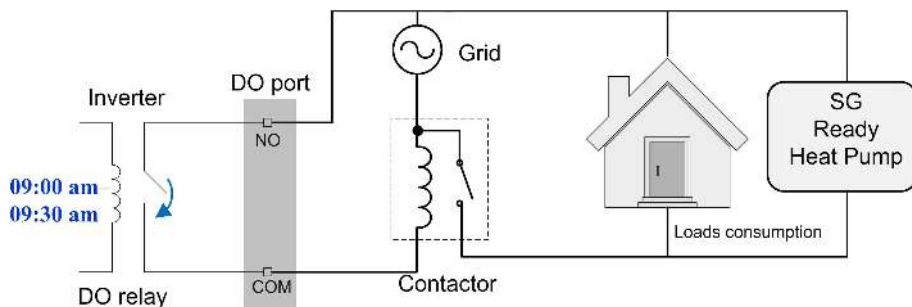 Grid
DO port
Inverter
NO
SG
Ready
Heat Pump
09:00 am
09:30 am
Loads consumption
COM
Contactor
DO relay